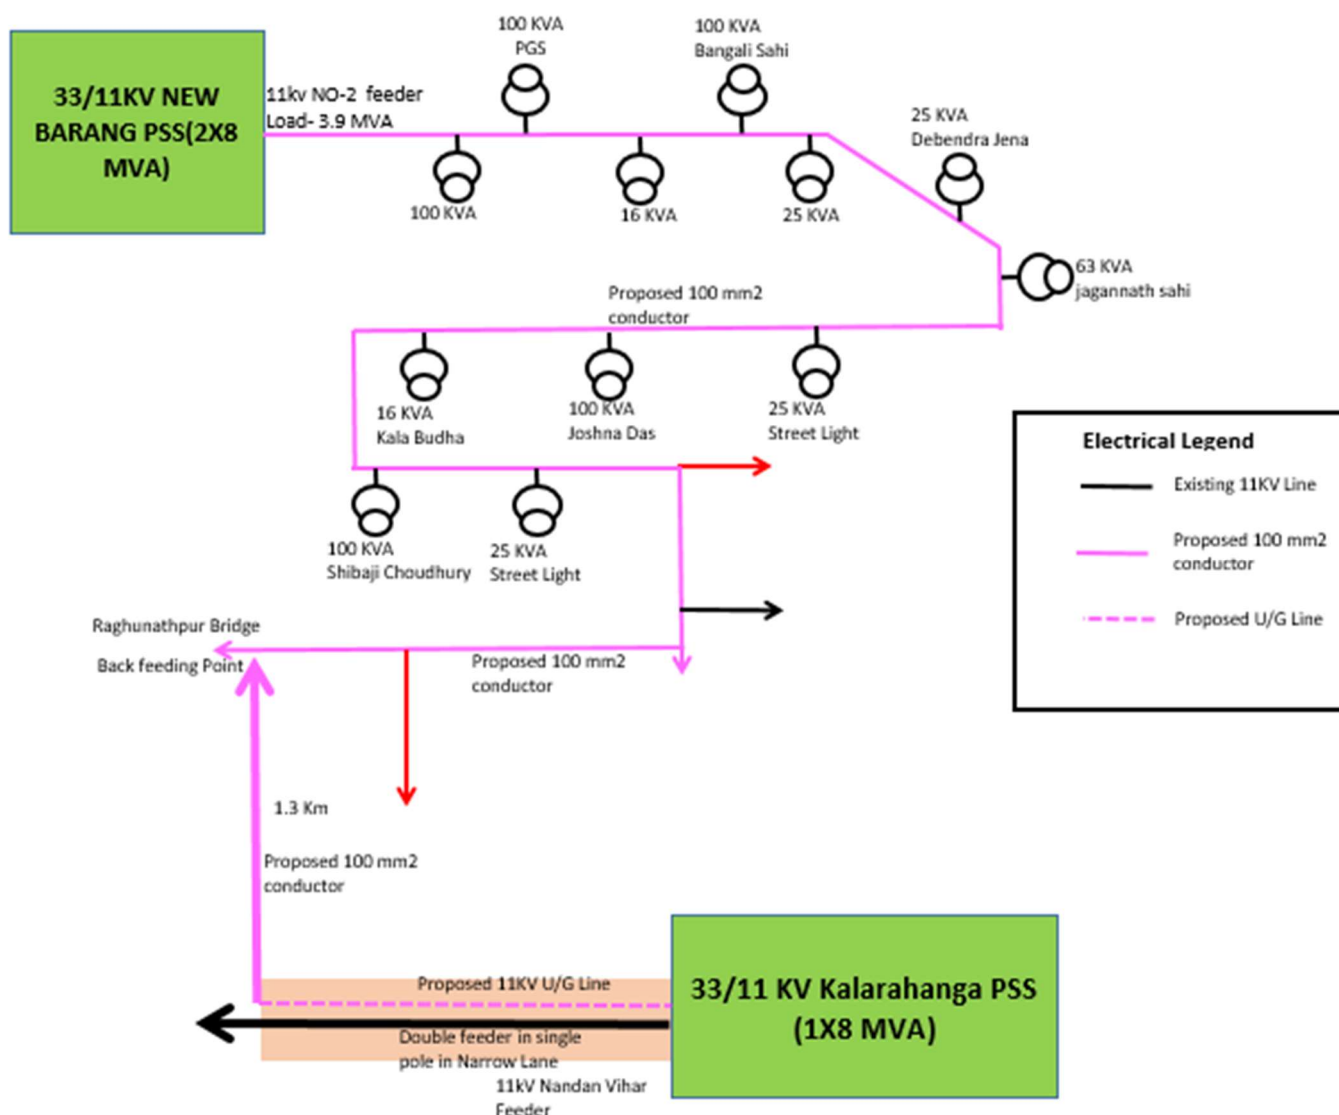 100 KVA
PGS
100 KVA
Bangali Sahi
33/11KV NEW
BARANG PSS(2X8
MVA)
11kv NO-2 feeder
Load- 3.9 MVA
25 KVA
Debendra Jena
100 KVA
16 KVA
25 KVA
63 KVA
jagannath sahi
Proposed 100 mm2
conductor
16 KVA
Kala Budha
100 KVA
Joshna Das
25 KVA
Street Light
Electrical Legend
Existing 11KV Line
Proposed 100 mm2
conductor
Proposed U/G Line
100 KVA
Shibaji Choudhury
25 KVA
Street Light
Raghunathpur Bridge
Back feeding Point
Proposed 100 mm2
conductor
1.3 Km
Proposed 100 mm2
conductor
Proposed 11KV U/G Line
33/11 KV Kalarahanga PSS
(1X8 MVA)
Double feeder in single
pole in Narrow Lane
11kV Nandan Vihar
Feeder